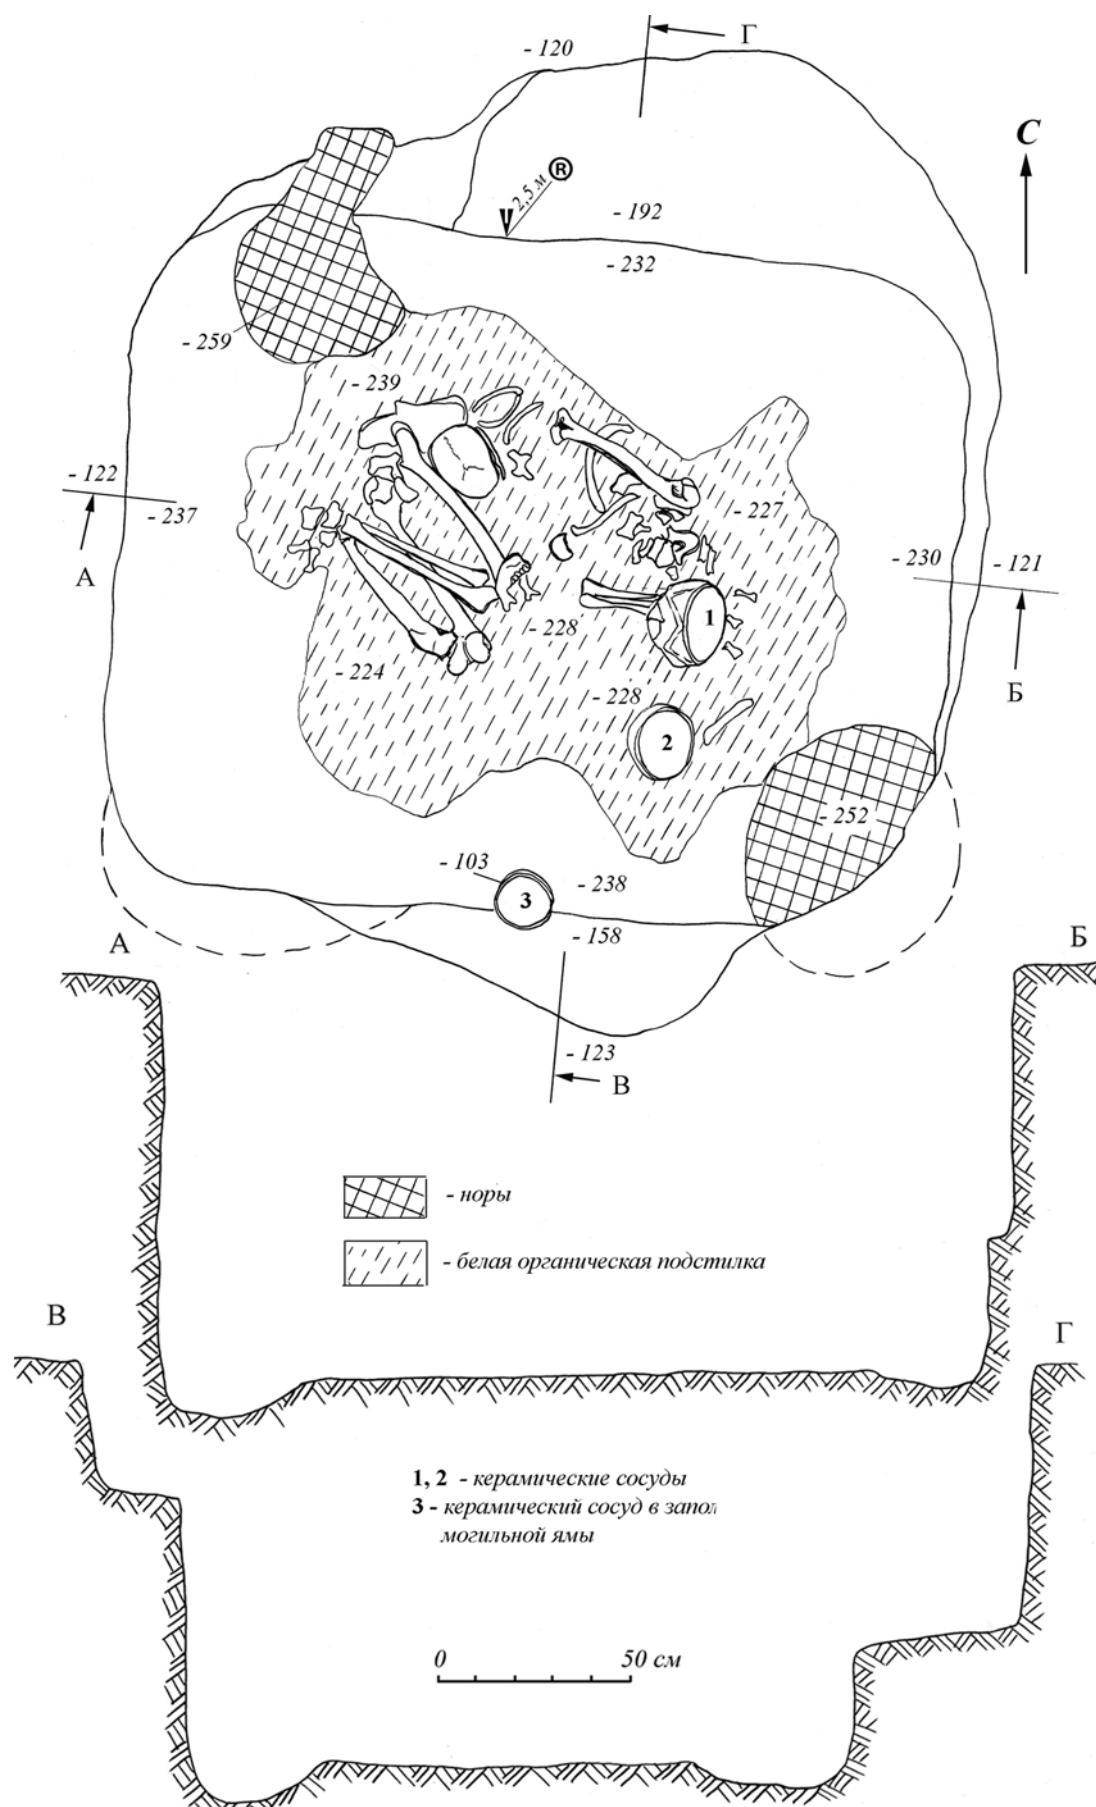 Г
- 120
С
2,5 м ®
- 192
- 232
- 259
- 239
- 122
- 237
- 227
- 230
- 121
А
1
- 228
Б
- 224
- 228
2
- 252
- 103
- 238
3
- 158
А
Б
- 123
В
- норы
- белая органическая подстилка
В
Г
1, 2 - керамические сосуды
3 - керамический сосуд в запол
могильной ямы
0 50 см